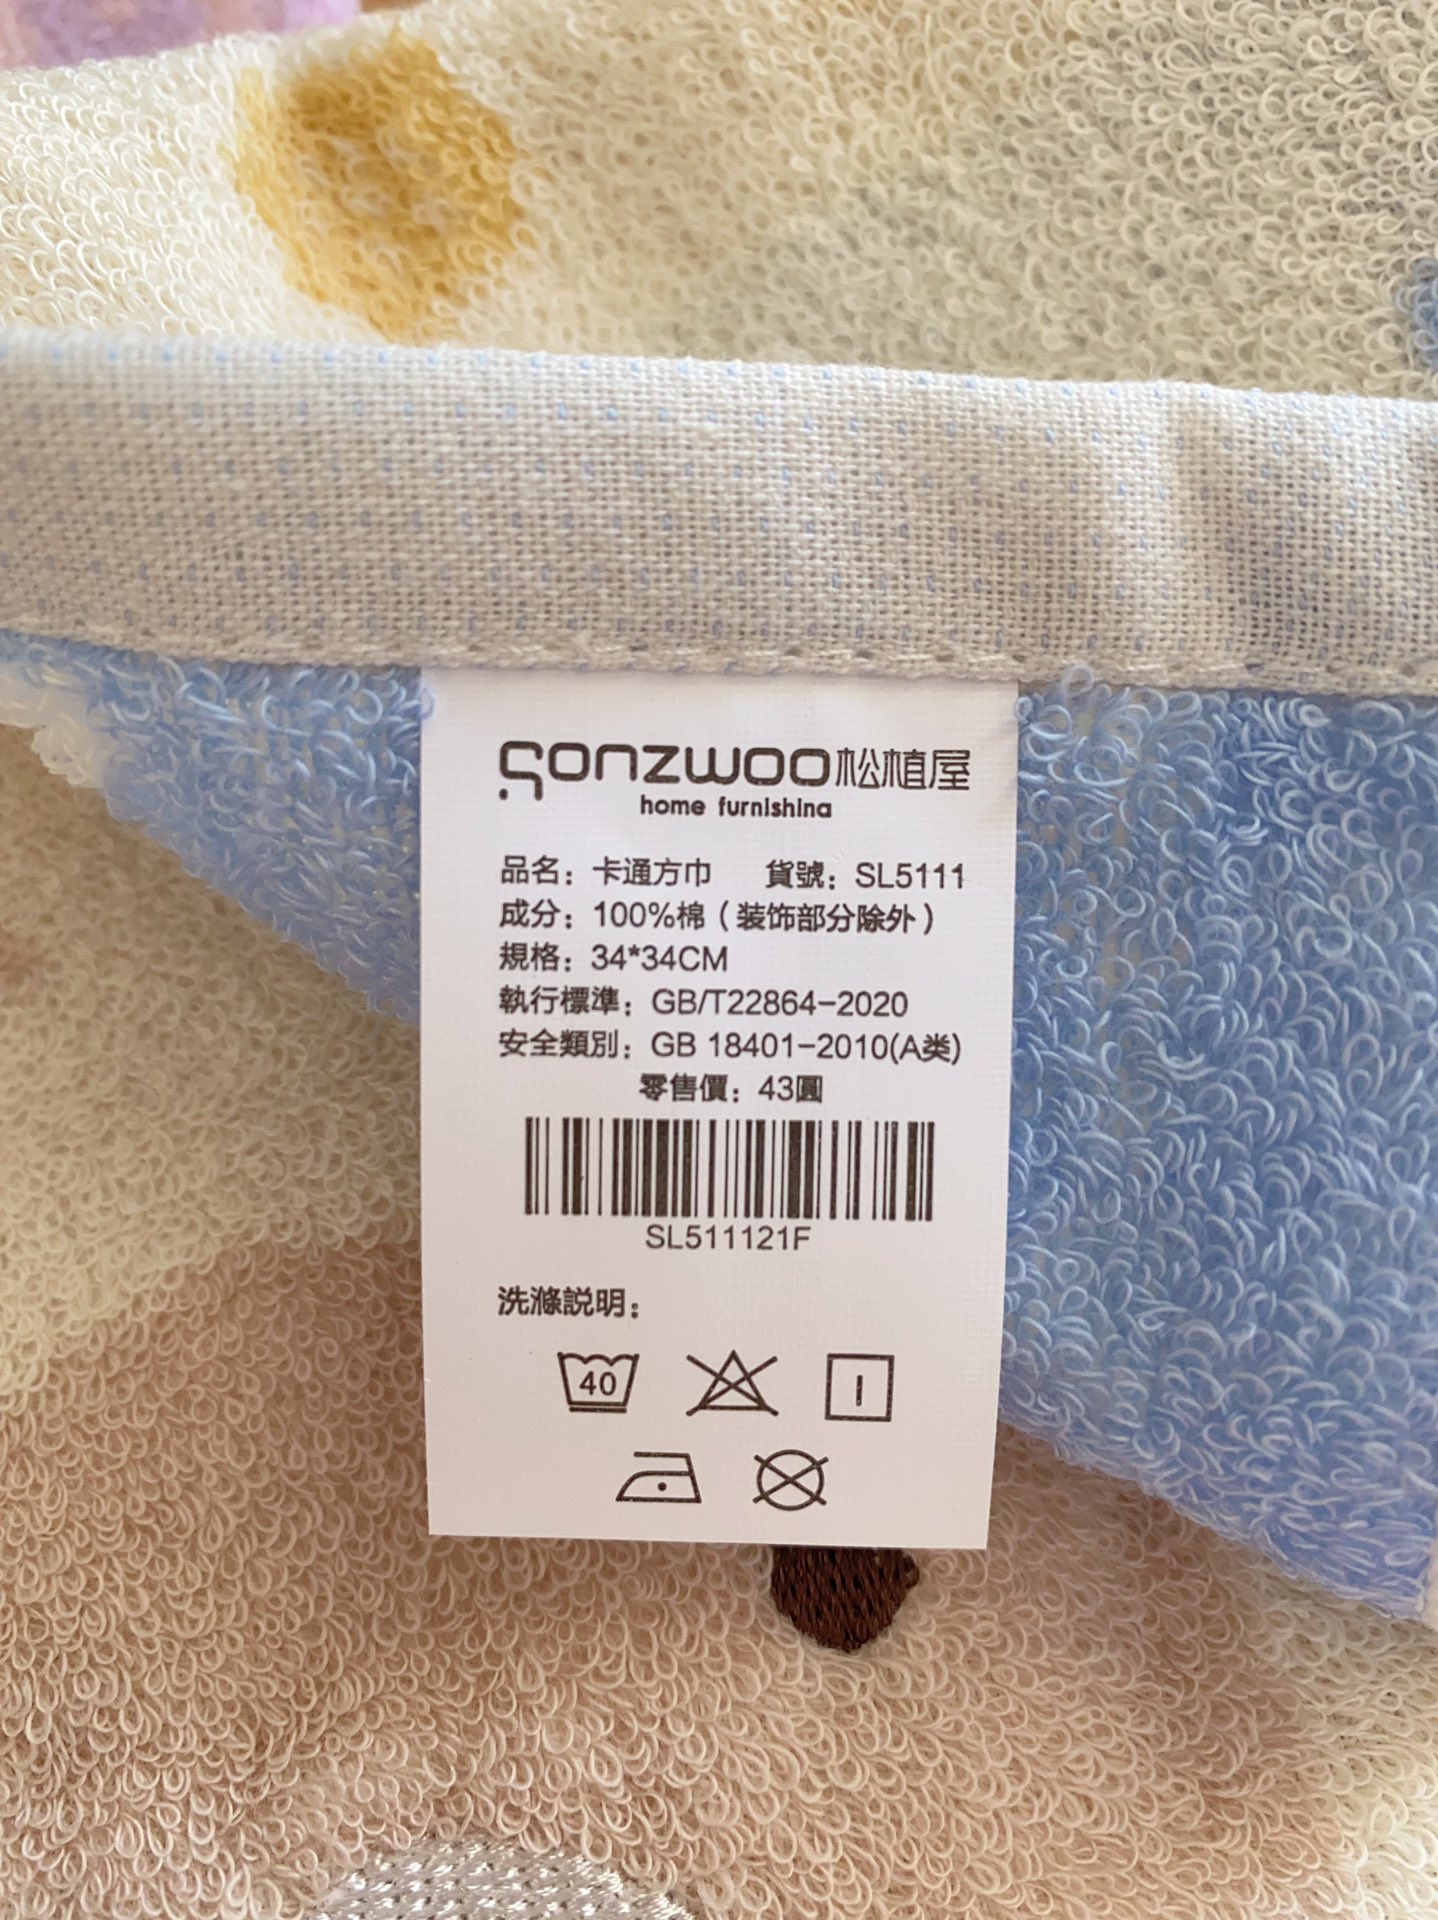 Sonzwoo松植屋
home furnishing
品名：卡通方巾 貨號：SL5111
成分：100%棉（装饰部分除外）
規格：34*34CM
執行標準：GB/T22864-2020
安全類別：GB 18401-2010(A类)
零售價：43圓
SL511121F
洗滌説明：
40